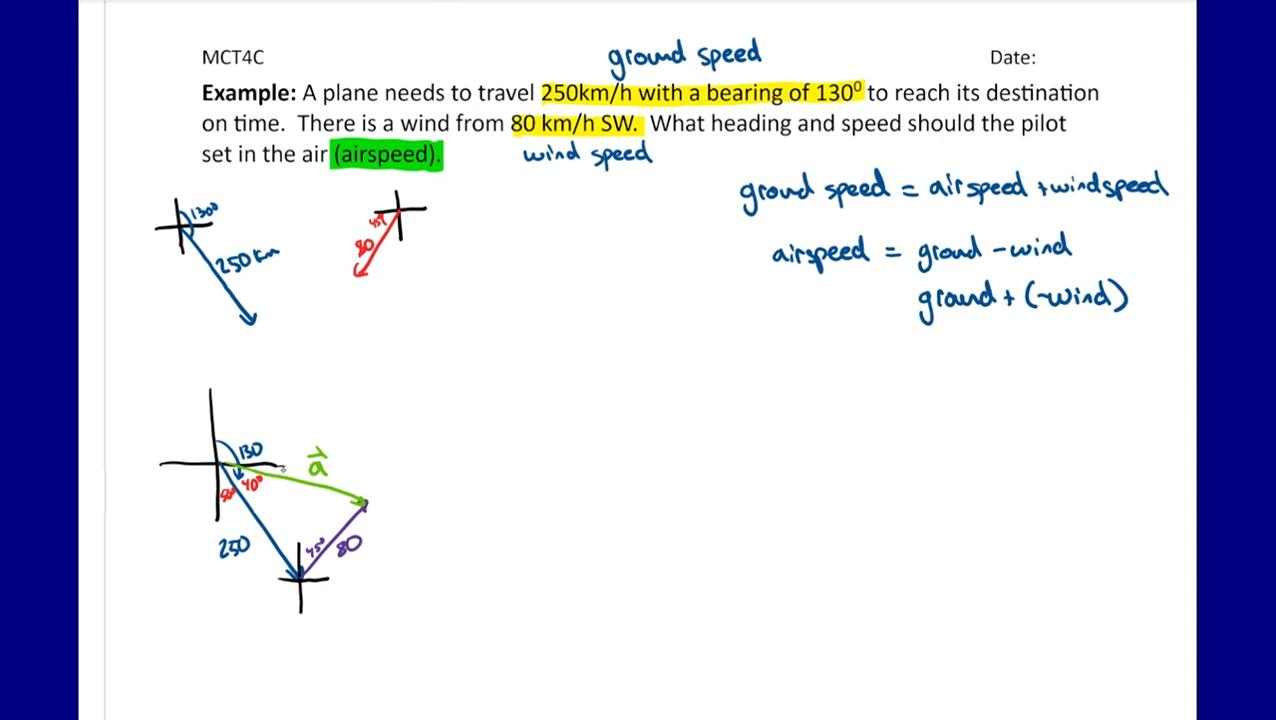 ground speed
MCT4C Date:
Example: A plane needs to travel 250km/h with a bearing of 130⁰ to reach its destination
on time. There is a wind from 80 km/h SW. What heading and speed should the pilot
set in the air (airspeed).
wind speed
ground speed = airspeed + windspeed
airspeed = ground - wind
ground + (-wind)
130°
250 km
45°
80
130
a
40°
45°
80
250